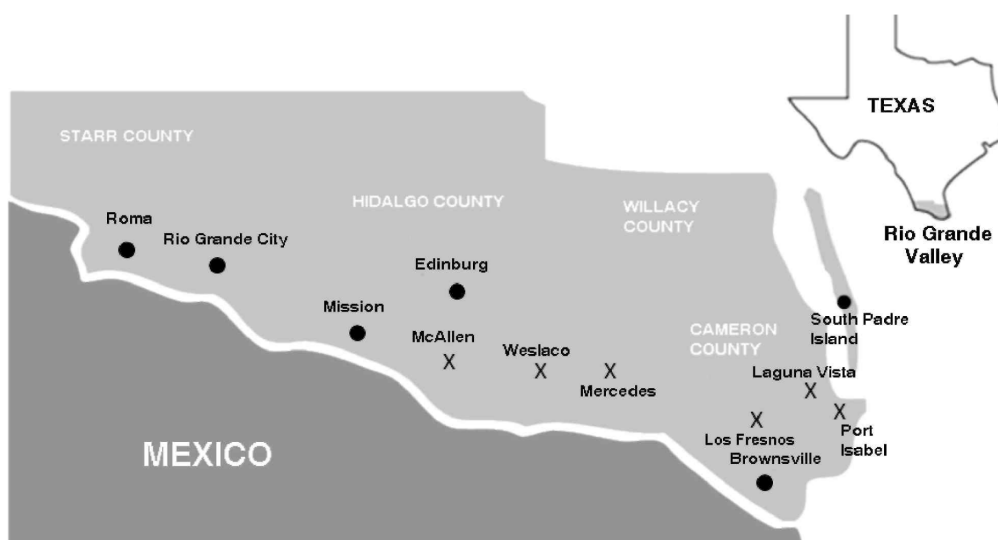 TEXAS
Rio Grande
Valley
STARR COUNTY
HIDALGO COUNTY
WILLACY
COUNTY
Roma
Rio Grande City
Edinburg
Mission
McAllen
X
Weslaco
X
X
Mercedes
CAMERON
COUNTY
South Padre
Island
Laguna Vista
X
X
Port
Isabel
X
Los Fresnos
Brownsville
MEXICO